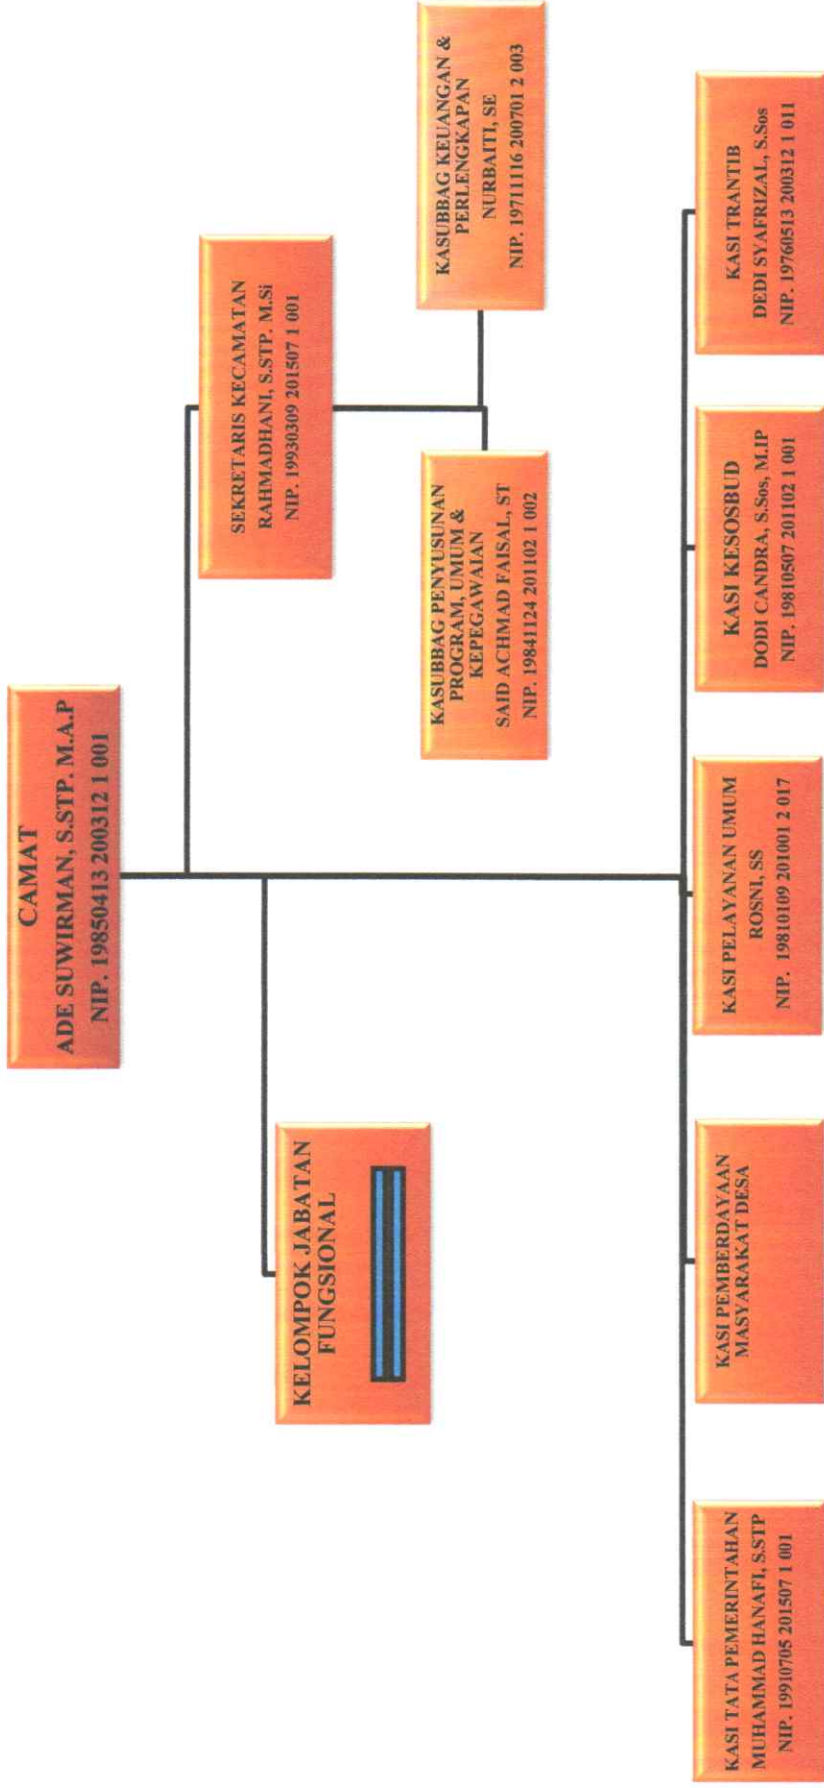 CAMAT
ADE SUWIRMAN, S.STP. M.A.P
NIP. 19850413 200312 1 001
SEKRETARIS KECAMATAN
RAHMADHANI, S.STP. M.Si
NIP. 19930309 201507 1 001
KELOMPOK JABATAN
FUNGSIONAL
KASUBBAG PENYUSUNAN
PROGRAM, UMUM &
KEPEGAWAIAN
SAID ACHMAD FAISAL, ST
NIP. 19841124 201102 1 002
KASUBBAG KEUANGAN &
PERLENGKAPAN
NURBAITI, SE
NIP. 19711116 200701 2 003
KASI TATA PEMERINTAHAN
MUHAMMAD HANAFI, S.STP
NIP. 19910705 201507 1 001
KASI PEMBERDAYAAN
MASYARAKAT DESA
KASI PELAYANAN UMUM
ROSNI, SS
NIP. 19810109 201001 2 017
KASI KESOSBUD
DODI CANDRA, S.Sos, M.IP
NIP. 19810507 201102 1 001
KASI TRANTIB
DEDI SYAFRIZAL, S.Sos
NIP. 19760513 200312 1 011